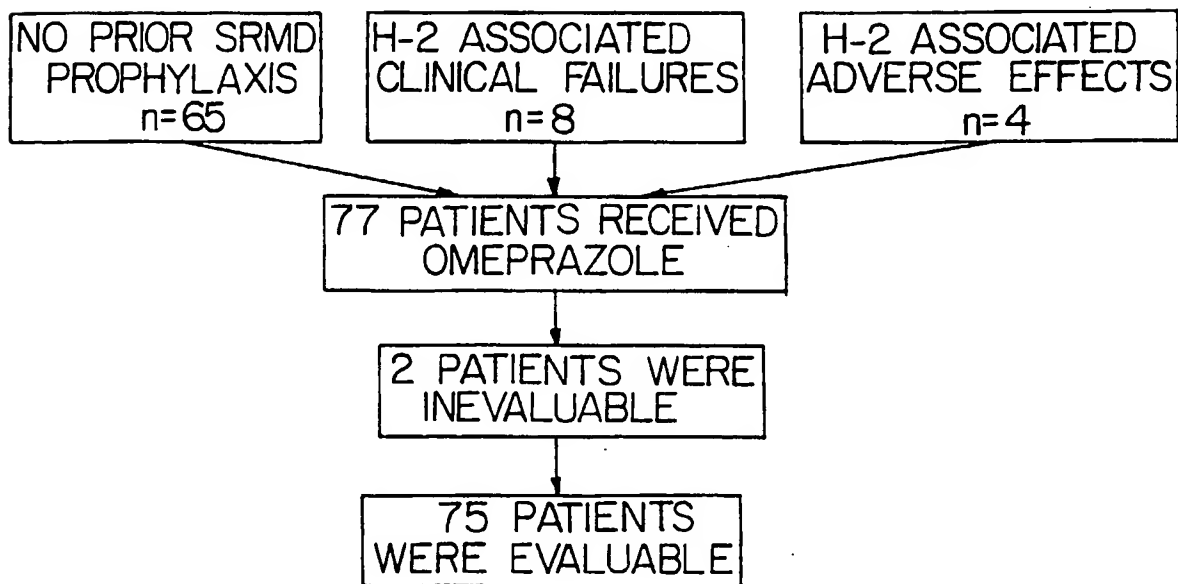 NO PRIOR SRMD
PROPHYLAXIS
n=65
H-2 ASSOCIATED
CLINICAL FAILURES
n=8
H-2 ASSOCIATED
ADVERSE EFFECTS
n=4
77 PATIENTS RECEIVED
OMEPRAZOLE
2 PATIENTS WERE
INEVALUABLE
75 PATIENTS
WERE EVALUABLE